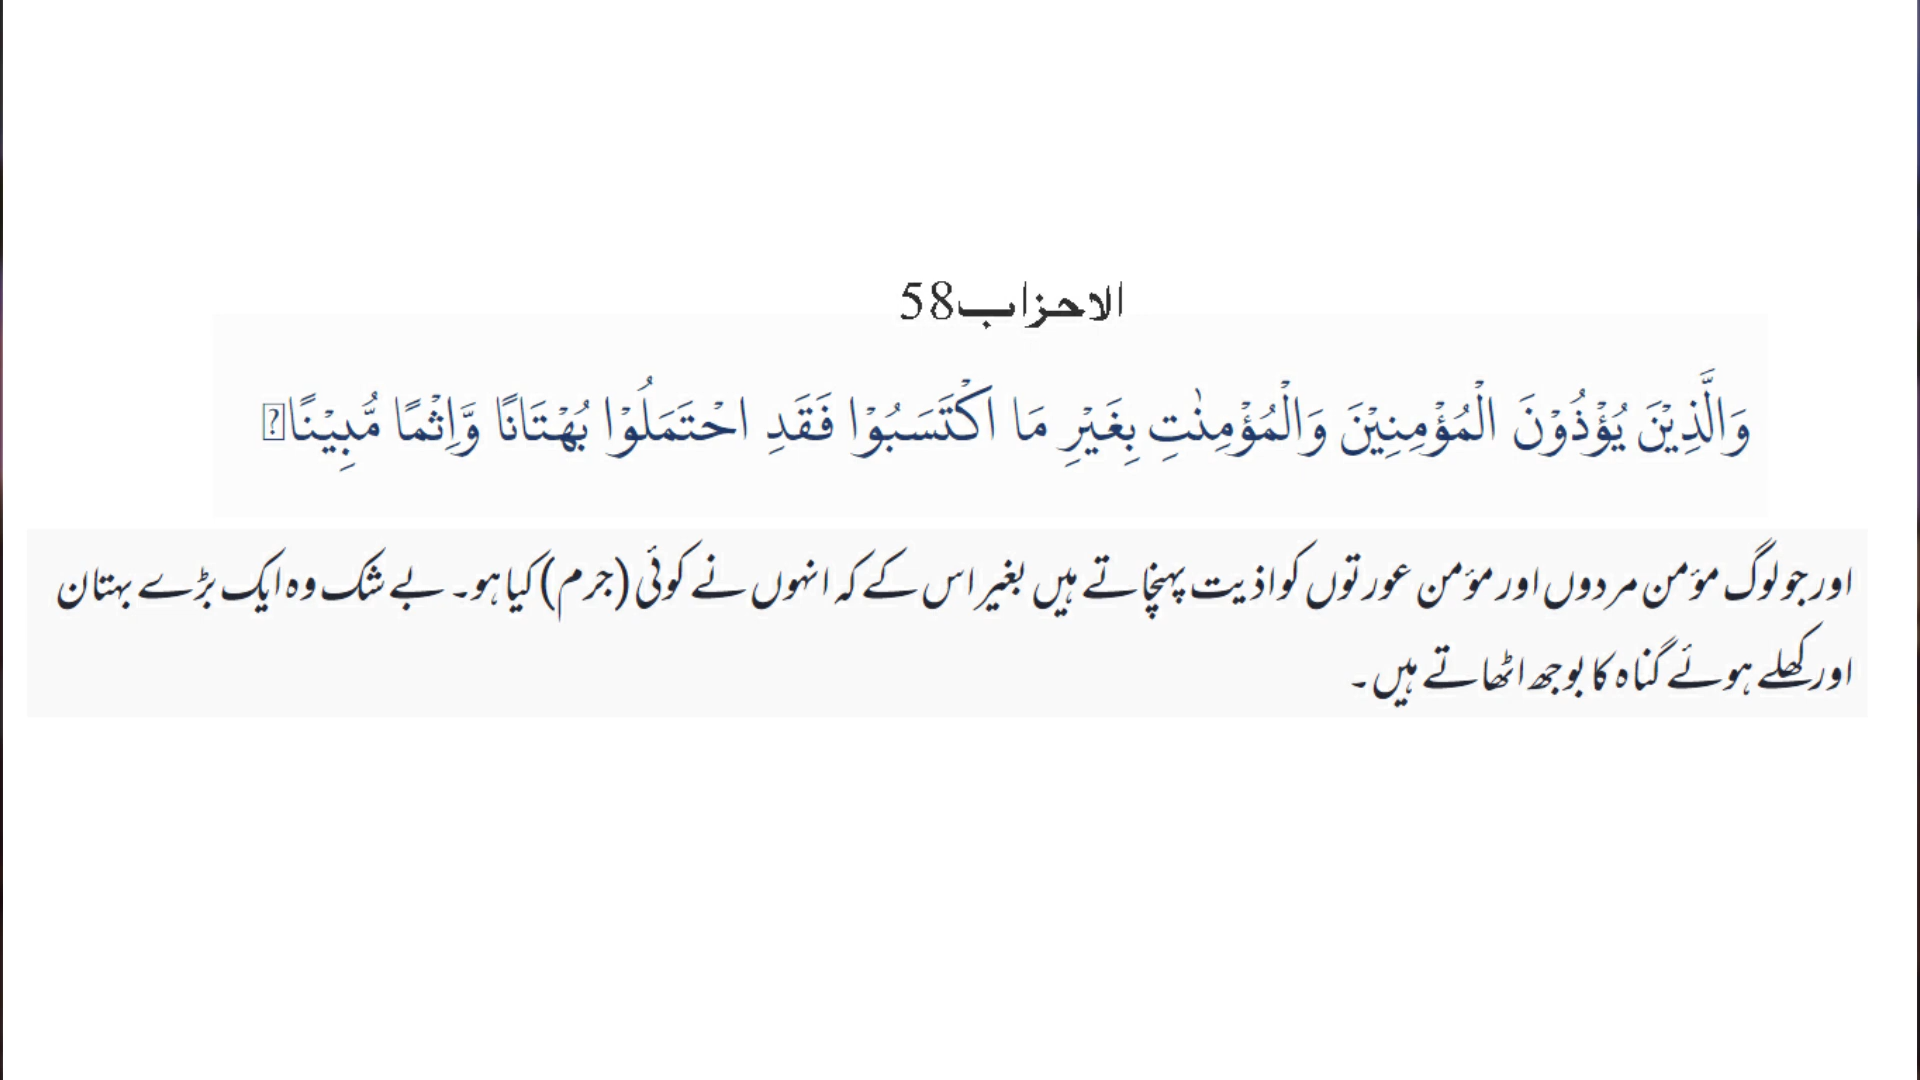 الاحزاب58
وَالَّذِيْنَ يُؤْذُوْنَ الْمُؤْمِنِيْنَ وَالْمُؤْمِنٰتِ بِغَيْرِ مَا اكْتَسَبُوْا فَقَدِ احْتَمَلُوْا بُهْتَانًا وَّاِثْمًا مُّبِيْنًا
اور جو لوگ مؤمن مردوں اور مؤمن عورتوں کو اذیت پہنچاتے ہیں بغیر اس کے کہ انہوں نے کوئی (جرم) کیا ہو۔ بے شک وہ ایک بڑے بہتان
اور کھلے ہوئے گناہ کا بوجھ اٹھاتے ہیں۔